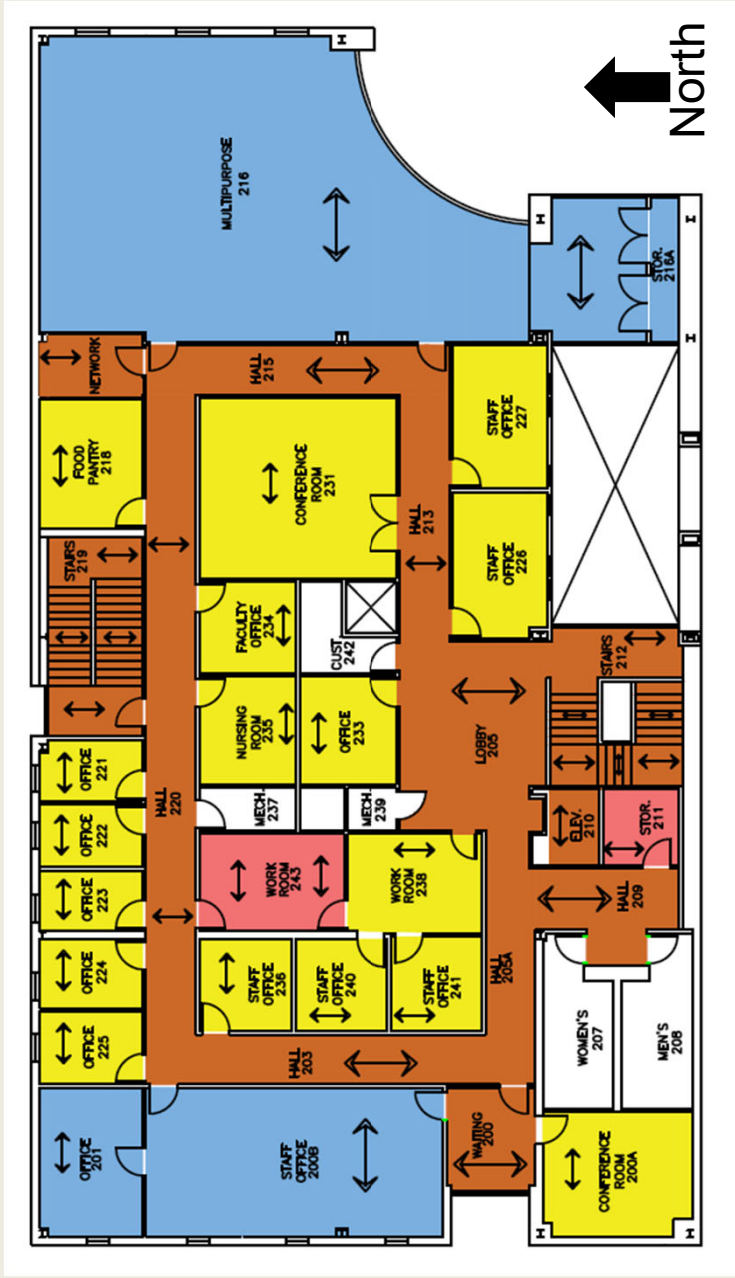 North
MULTIPURPOSE
216
STOR.
216A
NETWORK
HALL
215
FOOD
PANTRY
218
CONFERENCE
ROOM
231
STAFF
OFFICE
227
HALL
213
STAIRS
219
STAFF
OFFICE
226
FACULTY
OFFICE
234
CUST.
242
STAIRS
212
NURSING
ROOM
235
OFFICE
233
LOBBY
205
OFFICE
221
HALL
220
MECH.
237
MECH.
239
ELEV.
210
STOR.
211
OFFICE
222
WORK
ROOM
243
WORK
ROOM
238
OFFICE
223
HALL
209
OFFICE
224
STAFF
OFFICE
236
STAFF
OFFICE
240
STAFF
OFFICE
241
HALL
205A
OFFICE
225
WOMEN'S
207
MEN'S
208
HALL
203
OFFICE
201
STAFF
OFFICE
200B
WAITING
200
CONFERENCE
ROOM
200A